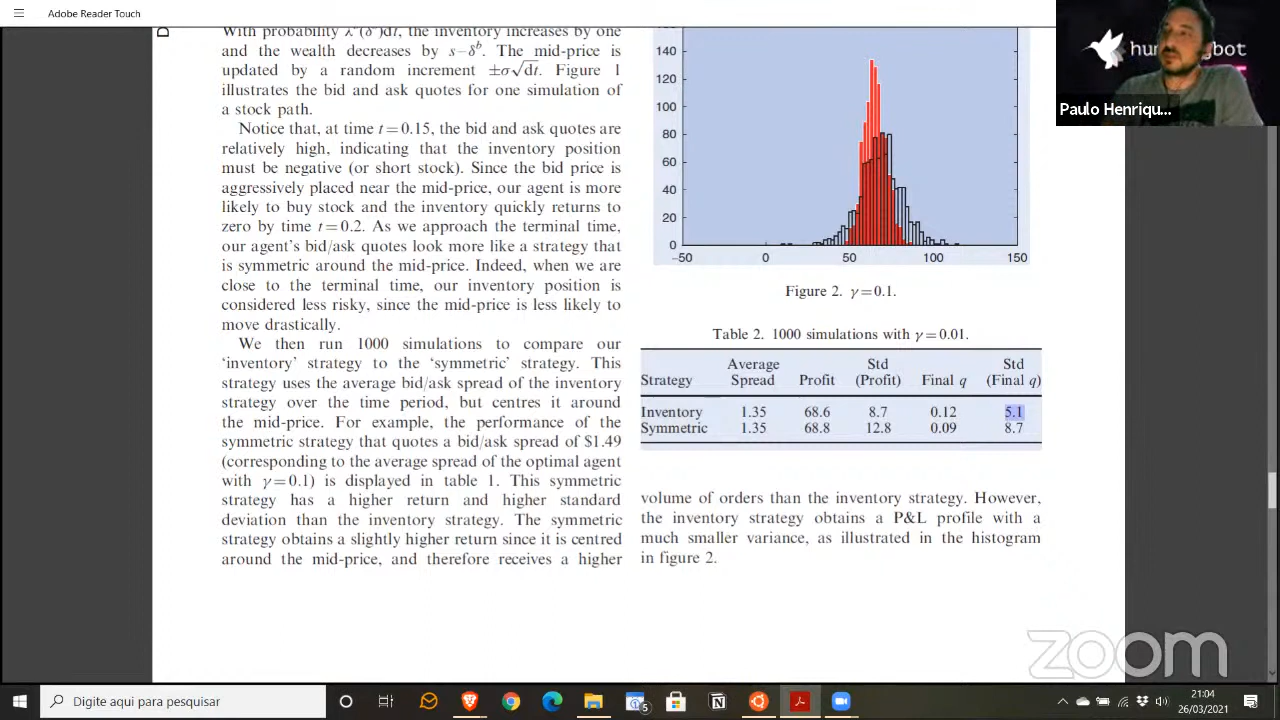 Adobe Reader Touch
D
With probability λᵇ(δᵇ)dt, the inventory increases by one
and the wealth decreases by s−δᵇ. The mid-price is
updated by a random increment ±σ√dt. Figure 1
illustrates the bid and ask quotes for one simulation of
a stock path.
Notice that, at time t=0.15, the bid and ask quotes are
relatively high, indicating that the inventory position
must be negative (or short stock). Since the bid price is
aggressively placed near the mid-price, our agent is more
likely to buy stock and the inventory quickly returns to
zero by time t=0.2. As we approach the terminal time,
our agent's bid/ask quotes look more like a strategy that
is symmetric around the mid-price. Indeed, when we are
close to the terminal time, our inventory position is
considered less risky, since the mid-price is less likely to
move drastically.
We then run 1000 simulations to compare our
'inventory' strategy to the 'symmetric' strategy. This
strategy uses the average bid/ask spread of the inventory
strategy over the time period, but centres it around
the mid-price. For example, the performance of the
symmetric strategy that quotes a bid/ask spread of $1.49
(corresponding to the average spread of the optimal agent
with γ=0.1) is displayed in table 1. This symmetric
strategy has a higher return and higher standard
deviation than the inventory strategy. The symmetric
strategy obtains a slightly higher return since it is centred
around the mid-price, and therefore receives a higher
140
120
100
80
60
40
20
0
−50 0 50 100 150
Figure 2. γ=0.1.
Table 2. 1000 simulations with γ=0.01.
Average Std Std
Strategy Spread Profit (Profit) Final q (Final q)
Inventory 1.35 68.6 8.7 0.12 5.1
Symmetric 1.35 68.8 12.8 0.09 8.7
volume of orders than the inventory strategy. However,
the inventory strategy obtains a P&L profile with a
much smaller variance, as illustrated in the histogram
in figure 2.
Paulo Henriqu...
zoom
Digite aqui para pesquisar
5
21:04
26/03/2021